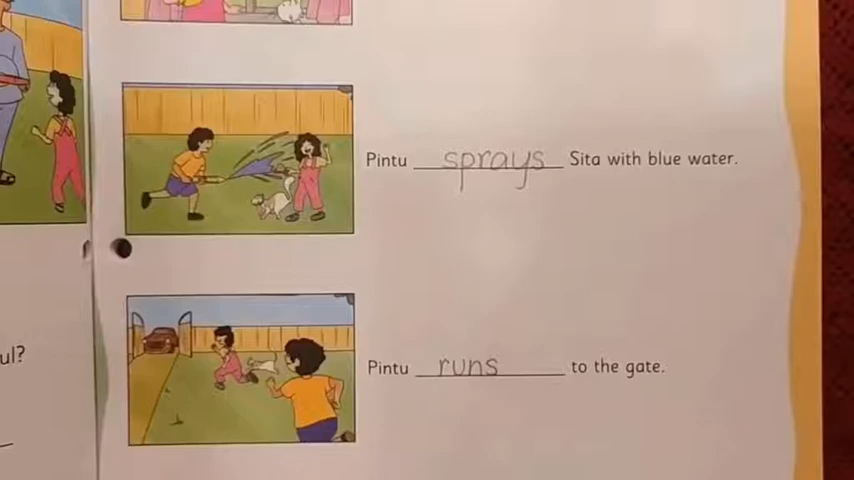 Pintu sprays Sita with blue water.
ul?
Pintu runs to the gate.